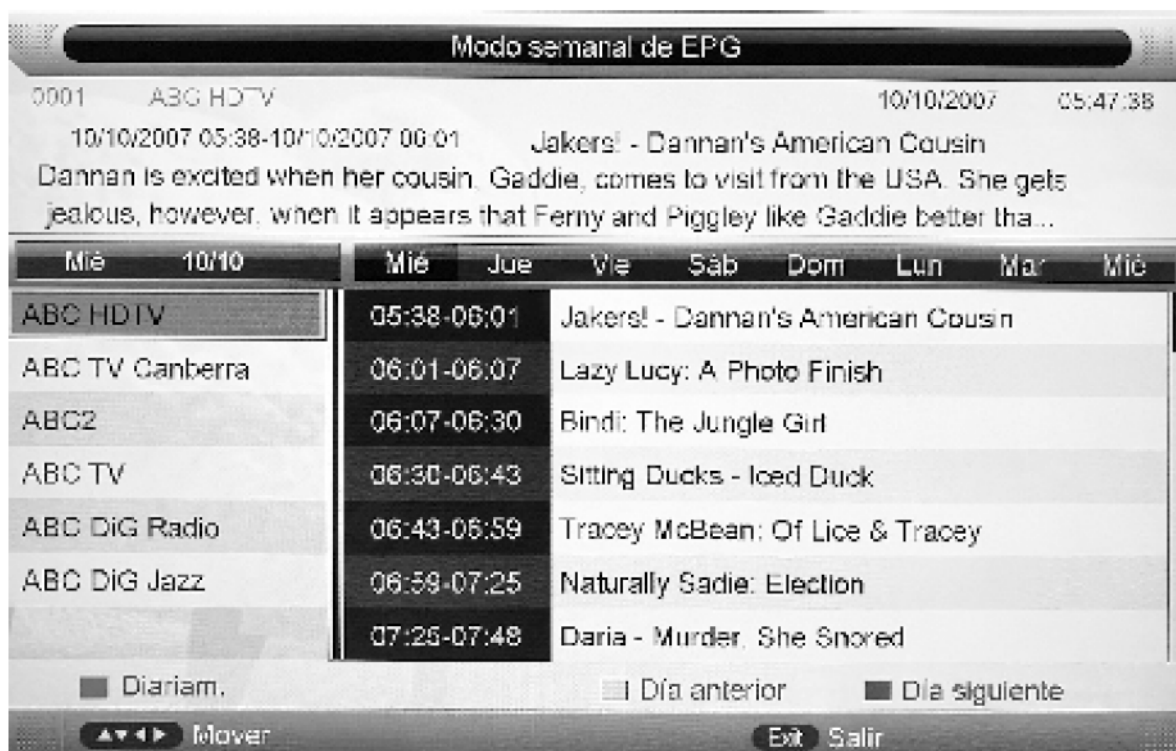 Modo semanal de EPG
0001 ABC HDTV 10/10/2007 05:47:38
10/10/2007 05:38-10/10/2007 06:01 Jakers! - Dannan's American Cousin
Dannan is excited when her cousin, Gaddie, comes to visit from the USA. She gets
jealous, however, when it appears that Ferny and Piggley like Gaddie better tha...
Mié 10/10 Mié Jue Vie Sáb Dom Lun Mar Mié
ABC HDTV 05:38-06:01 Jakers! - Dannan's American Cousin
ABC TV Canberra 06:01-06:07 Lazy Lucy: A Photo Finish
ABC2 06:07-06:30 Bindi: The Jungle Girl
ABC TV 06:30-06:43 Sitting Ducks - Iced Duck
ABC DiG Radio 06:43-06:59 Tracey McBean: Of Lice & Tracey
ABC DiG Jazz 06:59-07:25 Naturally Sadie: Election
07:25-07:48 Daria - Murder, She Snored
Diariam. Día anterior Día siguiente
Mover Exit Salir